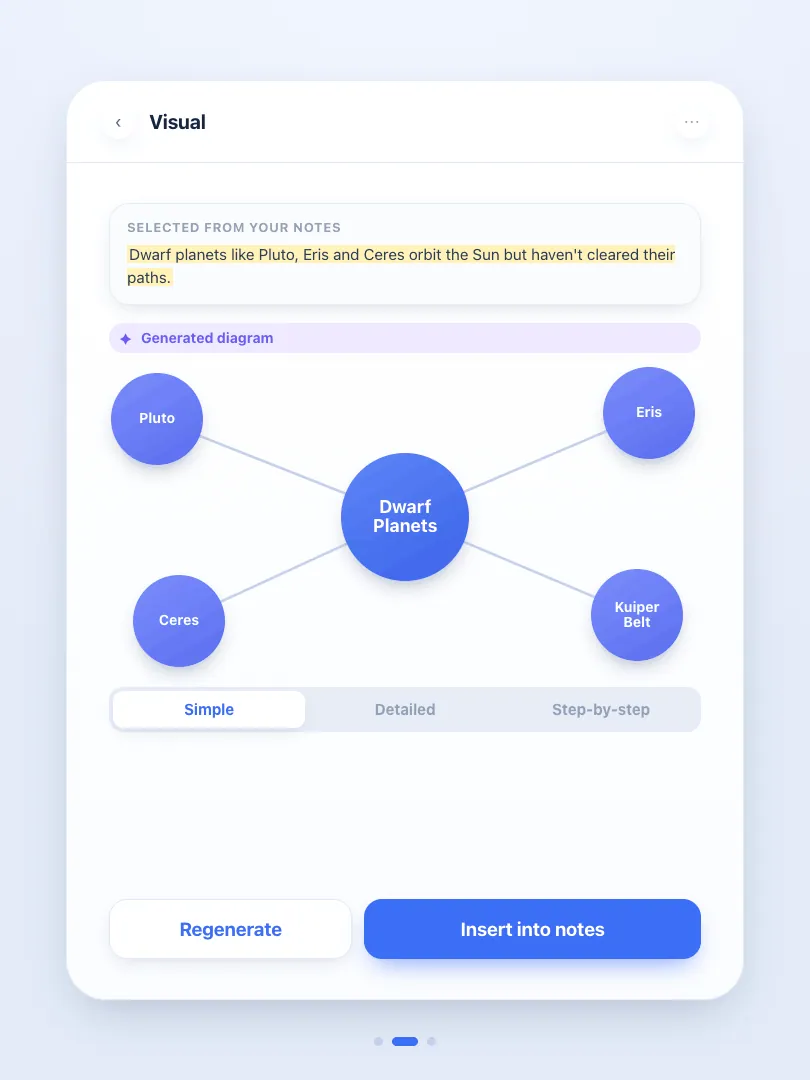 Visual
SELECTED FROM YOUR NOTES
Dwarf planets like Pluto, Eris and Ceres orbit the Sun but haven't cleared their
paths.
Generated diagram
Pluto
Eris
Dwarf
Planets
Ceres
Kuiper
Belt
Simple
Detailed
Step-by-step
Regenerate
Insert into notes